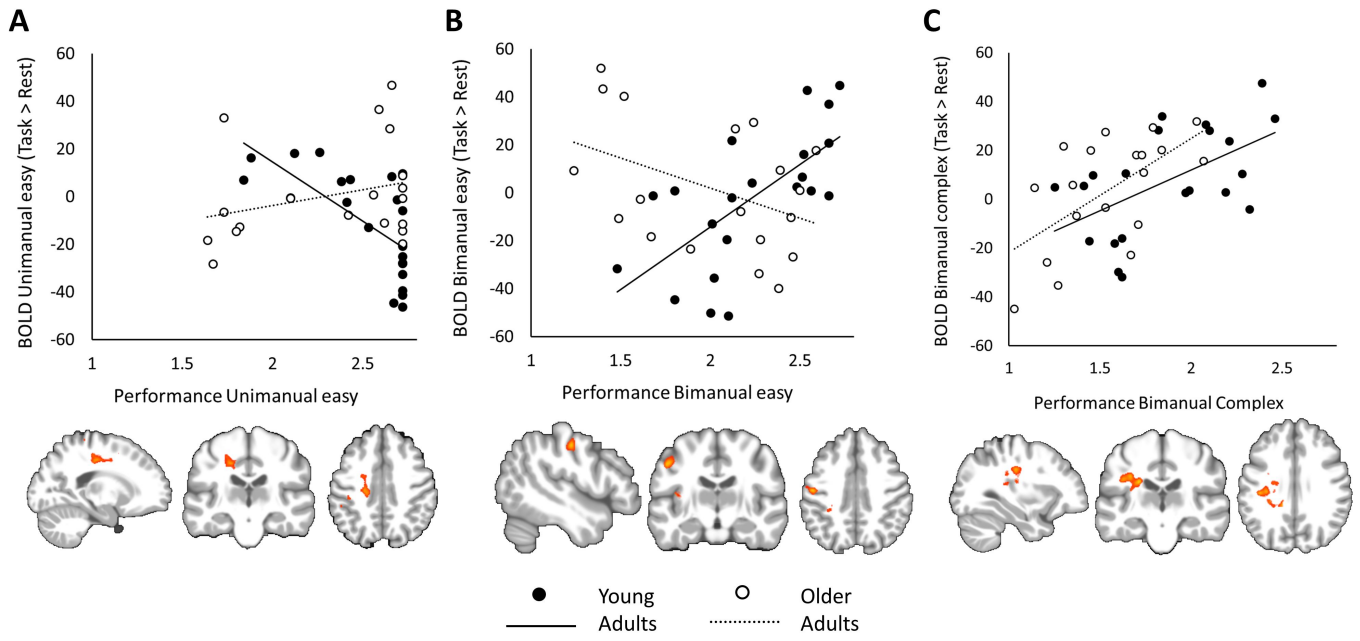 A
BOLD Unimanual easy (Task > Rest)
60
40
20
0
-20
-40
-60
1
1.5
2
2.5
Performance Unimanual easy
B
BOLD Bimanual easy (Task > Rest)
60
40
20
0
-20
-40
-60
1
1.5
2
2.5
Performance Bimanual easy
C
BOLD Bimanual complex (Task > Rest)
60
40
20
0
-20
-40
-60
1
1.5
2
2.5
Performance Bimanual Complex
Young
Adults
Older
Adults